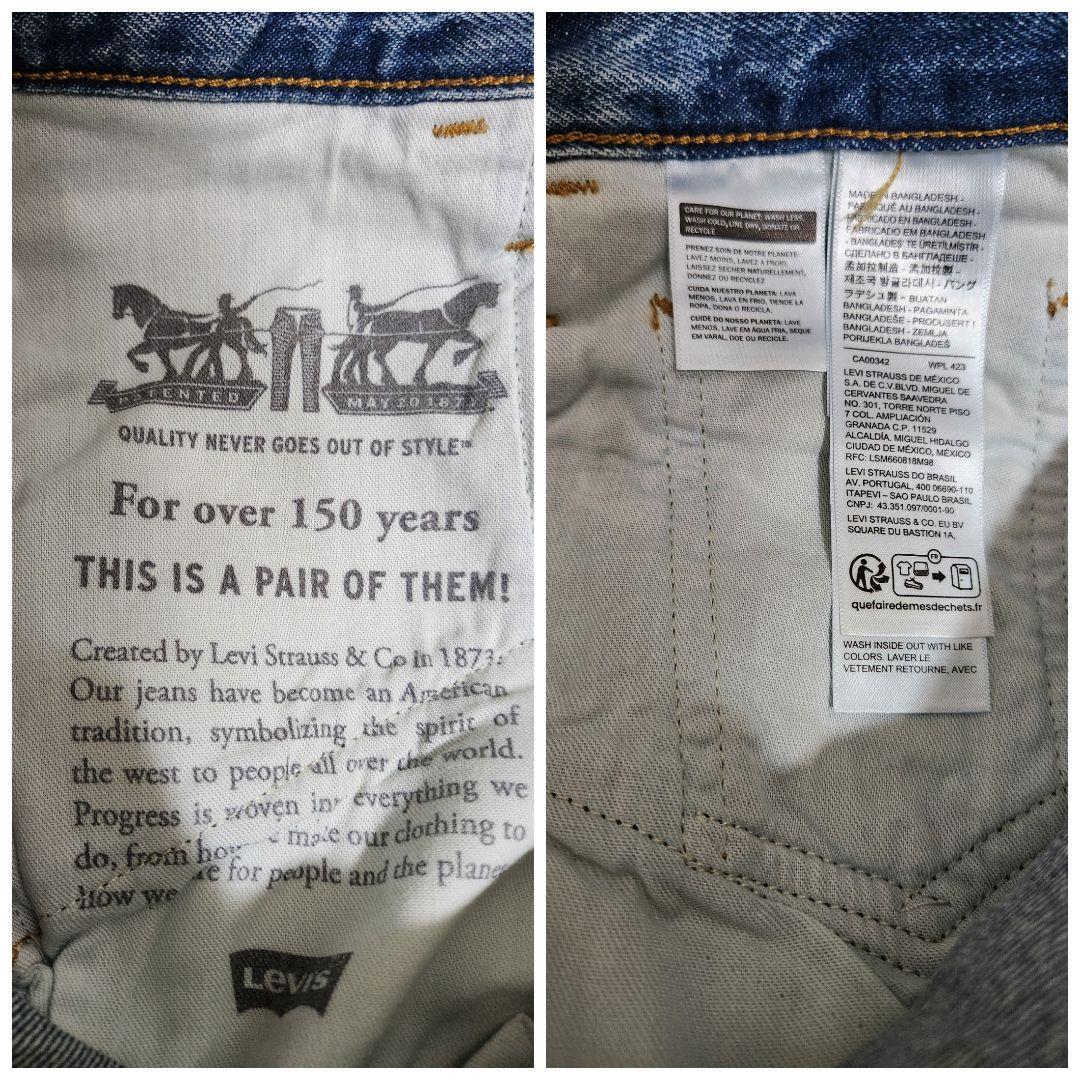 PATENTED
MAY 20 187
QUALITY NEVER GOES OUT OF STYLE™
For over 150 years
THIS IS A PAIR OF THEM!
Created by Levi Strauss & Co in 1873.
Our jeans have become an American
tradition, symbolizing the spirit of
the west to people all over the world.
Progress is woven in everything we
do, from how make our clothing to
how we re for people and the plane
Levi's
CARE FOR OUR PLANET: WASH LESS,
WASH COLD, LINE DRY, DONATE OR
RECYCLE
PRENEZ SOIN DE NOTRE PLANETE:
LAVEZ MOINS, LAVEZ A FROID,
LAISSEZ SECHER NATURELLEMENT,
DONNEZ OU RECYCLEZ
CUIDA NUESTRO PLANETA: LAVA
MENOS, LAVA EN FRIO, TIENDE LA
ROPA, DONA O RECICLA.
CUIDE DO NOSSO PLANETA: LAVE
MENOS, LAVE EM ÁGUA FRIA, SEQUE
EM VARAL, DOE OU RECICLE.
MADE IN BANGLADESH -
FABRIQUÉ AU BANGLADESH -
FABRICADO EN BANGLADESH -
FABRICADO EM BANGLADESH
- BANGLADEŞ`TE ÜRETİLMİŞTİR -
СДЕЛАНО В БАНГЛАДЕШЕ -
孟加拉制造 - 孟加拉製 -
제조국 방글라데시 - バング
ラデシュ製 - BUATAN
BANGLADESH - PAGAMINTA
BANGLADEŠE - PRODUSERT I
BANGLADESH - ZEMLJA
PORIJEKLA BANGLADEŠ
CA00342 WPL 423
LEVI STRAUSS DE MÉXICO
S.A. DE C.V.BLVD. MIGUEL DE
CERVANTES SAAVEDRA
NO. 301, TORRE NORTE PISO
7 COL. AMPLIACIÓN
GRANADA C.P. 11529
ALCALDÍA. MIGUEL HIDALGO
CIUDAD DE MÉXICO, MÉXICO
RFC: LSM660818M98
LEVI STRAUSS DO BRASIL
AV. PORTUGAL, 400 06690-110
ITAPEVI – SAO PAULO BRASIL
CNPJ: 43.351.097/0001-90
LEVI STRAUSS & CO. EU BV
SQUARE DU BASTION 1A,
FR
quefairedemesdechets.fr
WASH INSIDE OUT WITH LIKE
COLORS. LAVER LE
VETEMENT RETOURNE, AVEC